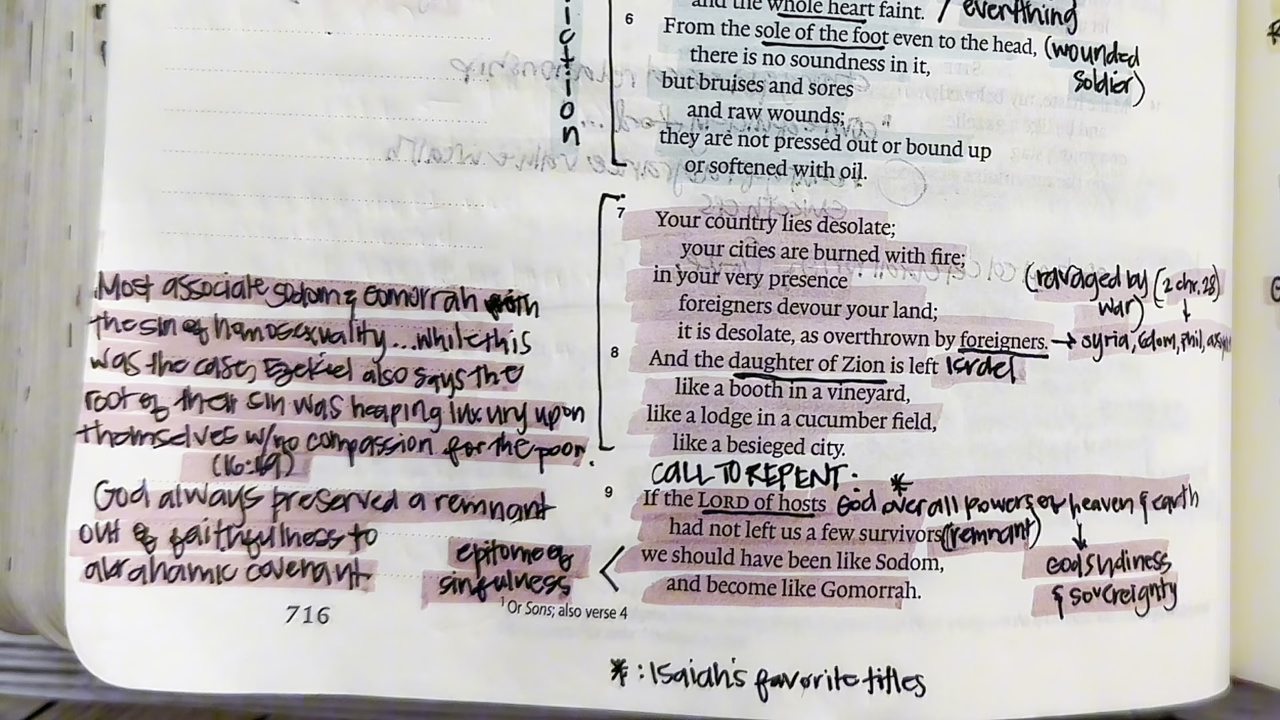 and the whole heart faint. / everything
6 From the sole of the foot even to the head, (wounded
there is no soundness in it, soldier)
but bruises and sores
and raw wounds;
they are not pressed out or bound up
or softened with oil.
iction
7 Your country lies desolate;
your cities are burned with fire;
in your very presence (ravaged by (2 chr. 28)
foreigners devour your land; war) ↓
it is desolate, as overthrown by foreigners. → syria, Edom, Phil,
8 And the daughter of Zion is left Israel
like a booth in a vineyard,
like a lodge in a cucumber field,
like a besieged city.
CALL TO REPENT: *
9 If the LORD of hosts God over all powers of heaven & earth
had not left us a few survivors, (remnant) ↓
we should have been like Sodom, Godshdiness
and become like Gomorrah. & sovereignty
Most associate sodom & Gomorrah with
the sin of homosexuality... while this
was the case, Ezekiel also says the
root of their sin was heaping luxury upon
themselves w/no compassion for the poor.
(16:49)
God always preserved a remnant
out of faithfulness to
abrahamic covenant
epitome of
sinfulness <
1 Or Sons; also verse 4
716
* : Isaiah's favorite titles